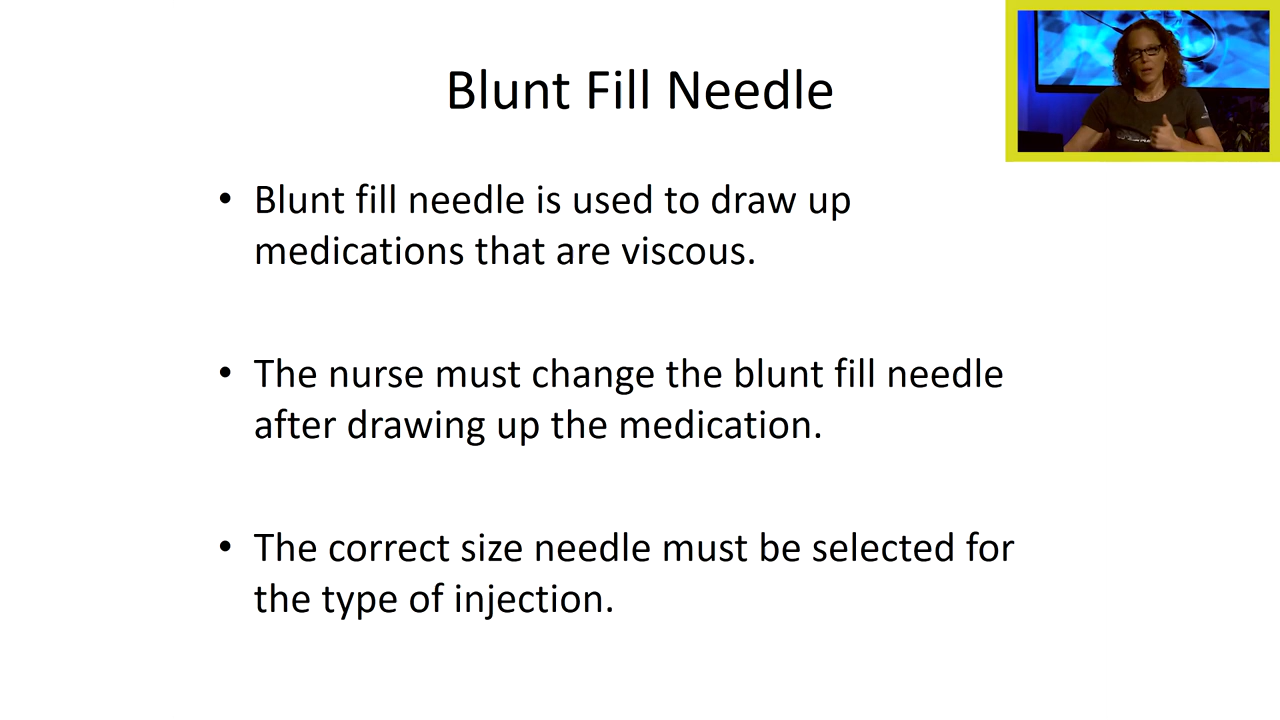 Blunt Fill Needle
• Blunt fill needle is used to draw up
medications that are viscous.
• The nurse must change the blunt fill needle
after drawing up the medication.
• The correct size needle must be selected for
the type of injection.